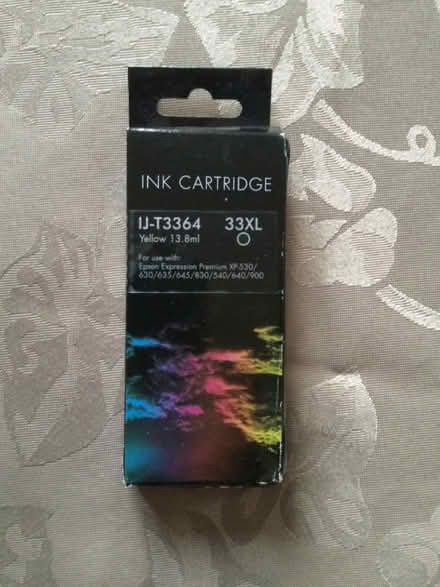 INK CARTRIDGE
IJ-T3364 33XL
Yellow 13.8ml
For use with:
Epson Expression Premium XP-530/
630/635/645/830/540/640/900